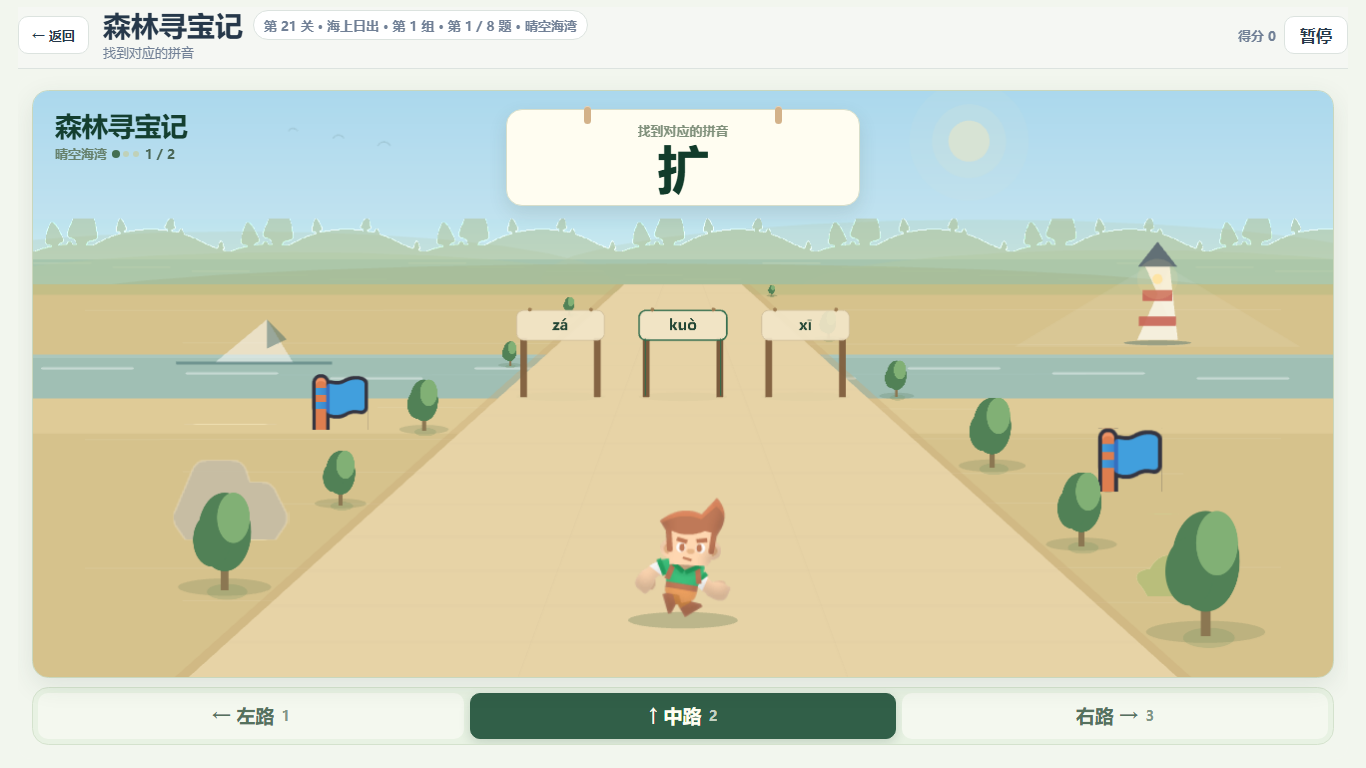 ← 返回
森林寻宝记
第 21 关 • 海上日出 • 第 1 组 • 第 1 / 8 题 • 晴空海湾
找到对应的拼音
得分 0
暂停
森林寻宝记
晴空海湾 1 / 2
找到对应的拼音
扩
zá
kuò
xī
← 左路 1
↑ 中路 2
右路 → 3